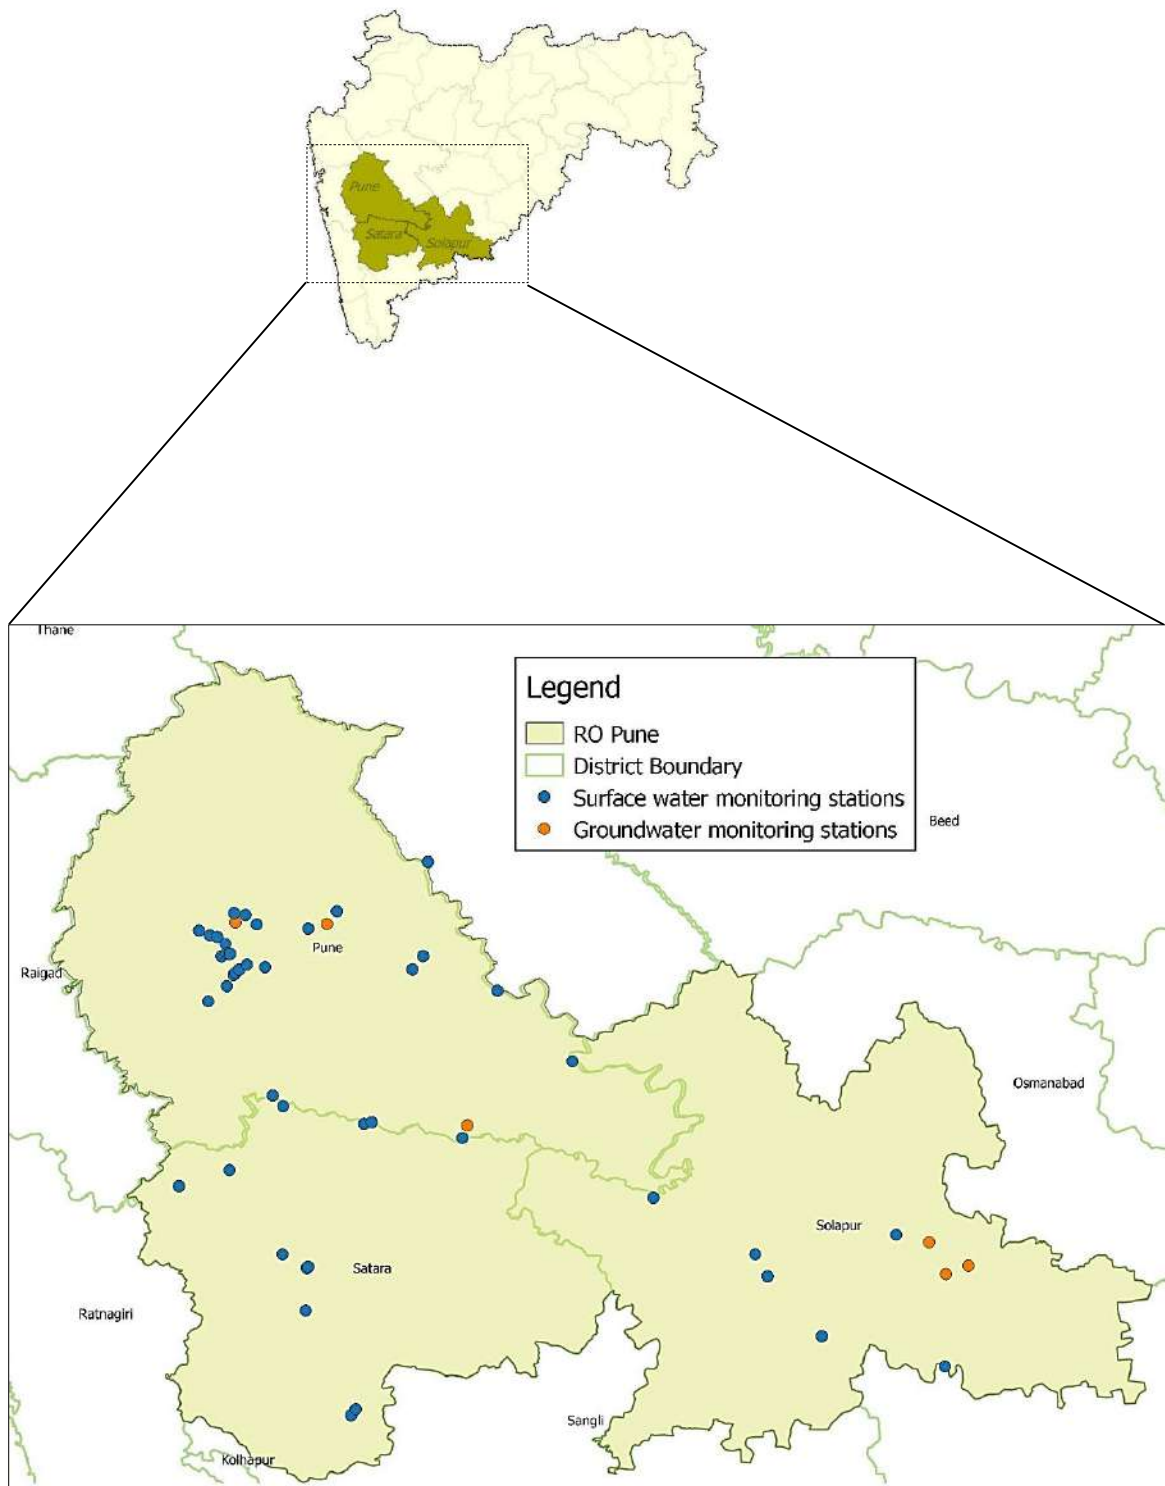 Pune
Satara
Solapur
Thane
Legend
RO Pune
District Boundary
Surface water monitoring stations
Groundwater monitoring stations
Beed
Pune
Raigad
Osmanabad
Solapur
Satara
Ratnagiri
Sangli
Kolhapur